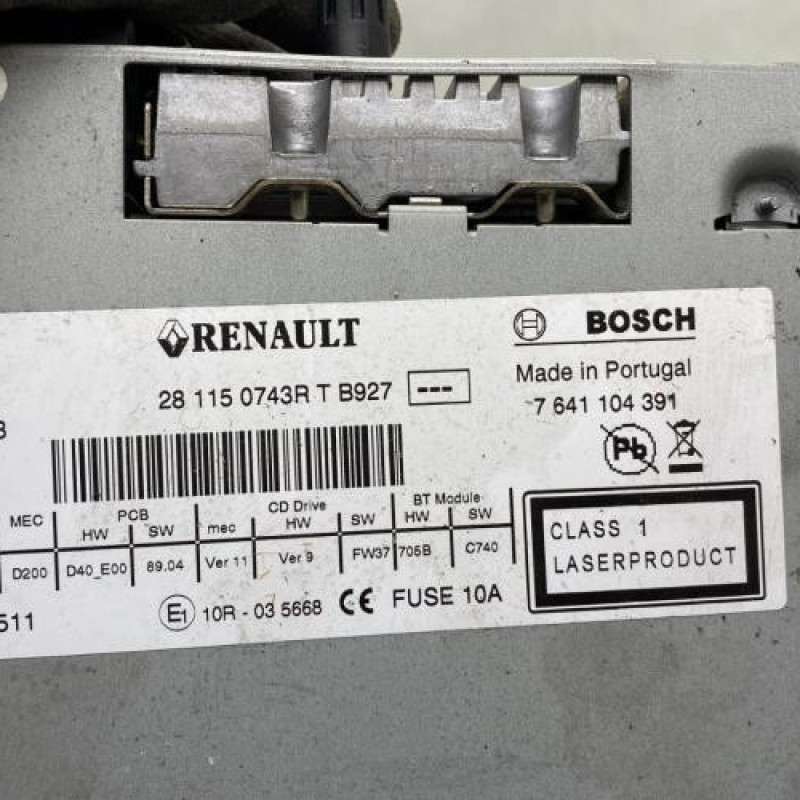 RENAULT
BOSCH
Made in Portugal
28 115 0743R T B927 ---
7 641 104 391
Pb
MEC PCB HW SW mec CD Drive HW SW BT Module HW SW
D200 D40_E00 89.04 Ver 11 Ver 9 FW37 705B C740
CLASS 1
LASERPRODUCT
511
E1 10R - 03 5668 CE FUSE 10A